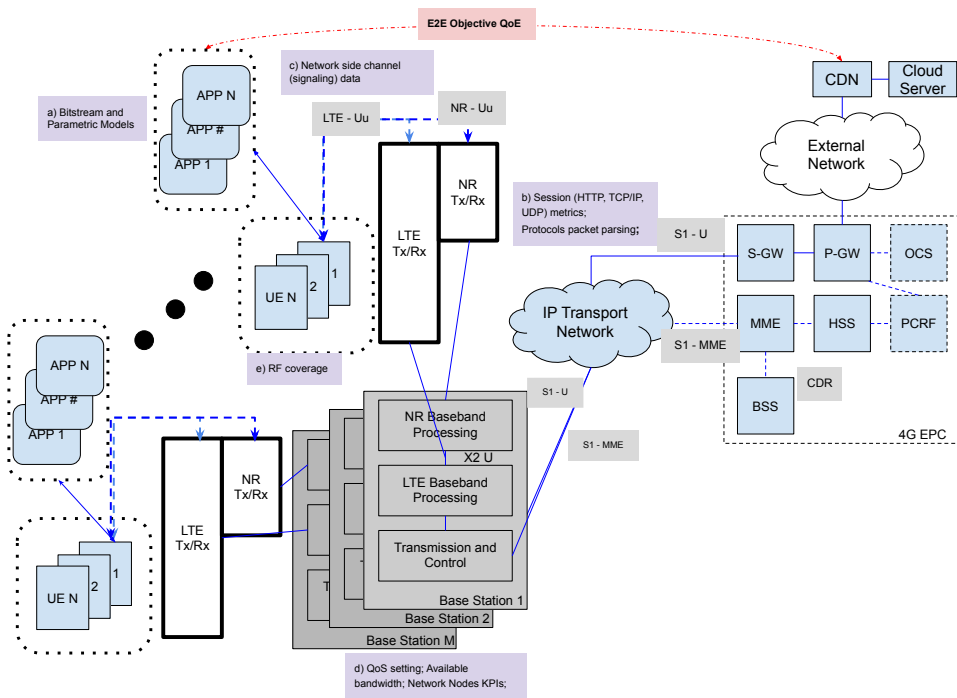 E2E Objective QoE
c) Network side channel
(signaling) data
a) Bitstream and
Parametric Models
APP N
APP #
APP 1
LTE - Uu
NR - Uu
CDN
Cloud
Server
External
Network
NR
Tx/Rx
LTE
Tx/Rx
b) Session (HTTP, TCP/IP,
UDP) metrics;
Protocols packet parsing;
S1 - U
S-GW
P-GW
OCS
UE N
2
1
IP Transport
Network
MME
HSS
PCRF
S1 - MME
e) RF coverage
CDR
BSS
4G EPC
APP N
APP #
APP 1
S1 - U
S1 - MME
NR Baseband
Processing
X2 U
LTE Baseband
Processing
Transmission and
Control
Base Station 1
T
T
Base Station 2
Base Station M
NR
Tx/Rx
LTE
Tx/Rx
UE N
2
1
d) QoS setting; Available
bandwidth; Network Nodes KPIs;